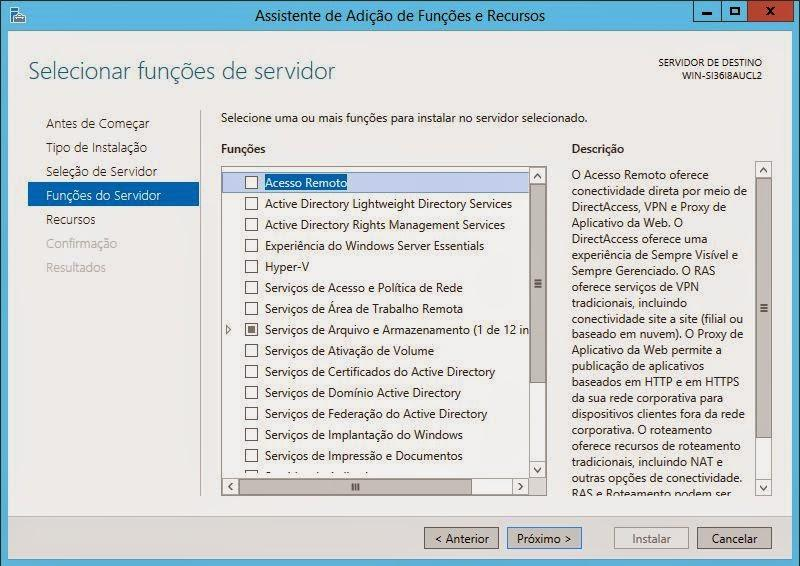 Assistente de Adição de Funções e Recursos
Selecionar funções de servidor
SERVIDOR DE DESTINO
WIN-SI36I8AUCL2
Antes de Começar
Tipo de Instalação
Seleção de Servidor
Funções do Servidor
Recursos
Confirmação
Resultados
Selecione uma ou mais funções para instalar no servidor selecionado.
Funções
Acesso Remoto
Active Directory Lightweight Directory Services
Active Directory Rights Management Services
Experiência do Windows Server Essentials
Hyper-V
Serviços de Acesso e Política de Rede
Serviços de Área de Trabalho Remota
Serviços de Arquivo e Armazenamento (1 de 12 in
Serviços de Ativação de Volume
Serviços de Certificados do Active Directory
Serviços de Domínio Active Directory
Serviços de Federação do Active Directory
Serviços de Implantação do Windows
Serviços de Impressão e Documentos
Descrição
O Acesso Remoto oferece
conectividade direta por meio de
DirectAccess, VPN e Proxy de
Aplicativo da Web. O
DirectAccess oferece uma
experiência de Sempre Visível e
Sempre Gerenciado. O RAS
oferece serviços de VPN
tradicionais, incluindo
conectividade site a site (filial ou
baseado em nuvem). O Proxy de
Aplicativo da Web permite a
publicação de aplicativos
baseados em HTTP e em HTTPS
da sua rede corporativa para
dispositivos clientes fora da rede
corporativa. O roteamento
oferece recursos de roteamento
tradicionais, incluindo NAT e
outras opções de conectividade.
RAS e Roteamento podem ser
< Anterior
Próximo >
Instalar
Cancelar